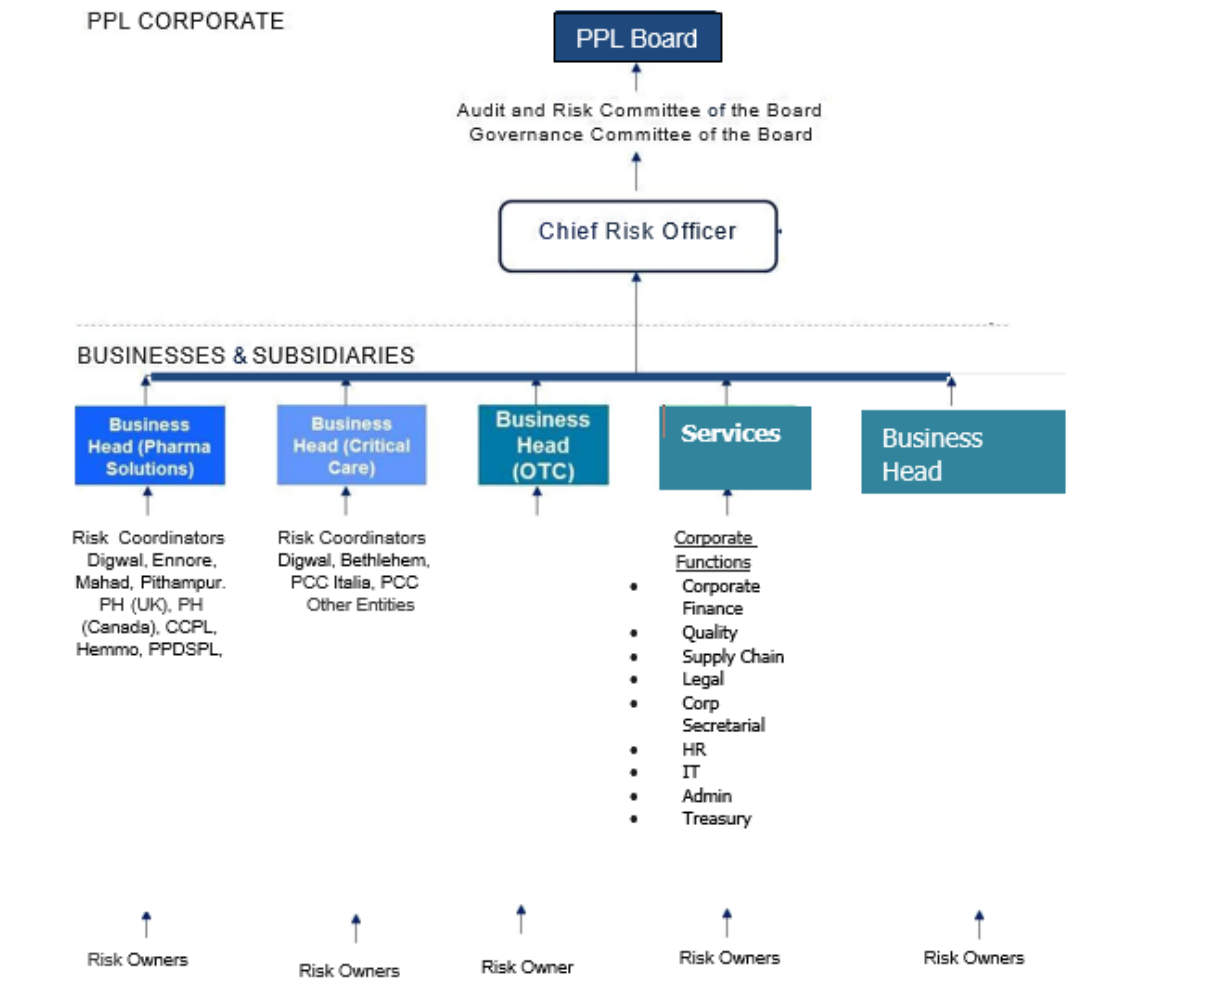 PPL CORPORATE
PPL Board
Audit and Risk Committee of the Board
Governance Committee of the Board
Chief Risk Officer
BUSINESSES & SUBSIDIARIES
Business
Head (Pharma
Solutions)
Business
Head (Critical
Care)
Business
Head
(OTC)
Services
Business
Head
Risk Coordinators
Digwal, Ennore,
Mahad, Pithampur.
PH (UK), PH
(Canada), CCPL,
Hemmo, PPDSPL,
Risk Coordinators
Digwal, Bethlehem,
PCC Italia, PCC
Other Entities
Corporate
Functions
• Corporate
Finance
• Quality
• Supply Chain
• Legal
• Corp
Secretarial
• HR
• IT
• Admin
• Treasury
Risk Owners
Risk Owners
Risk Owner
Risk Owners
Risk Owners